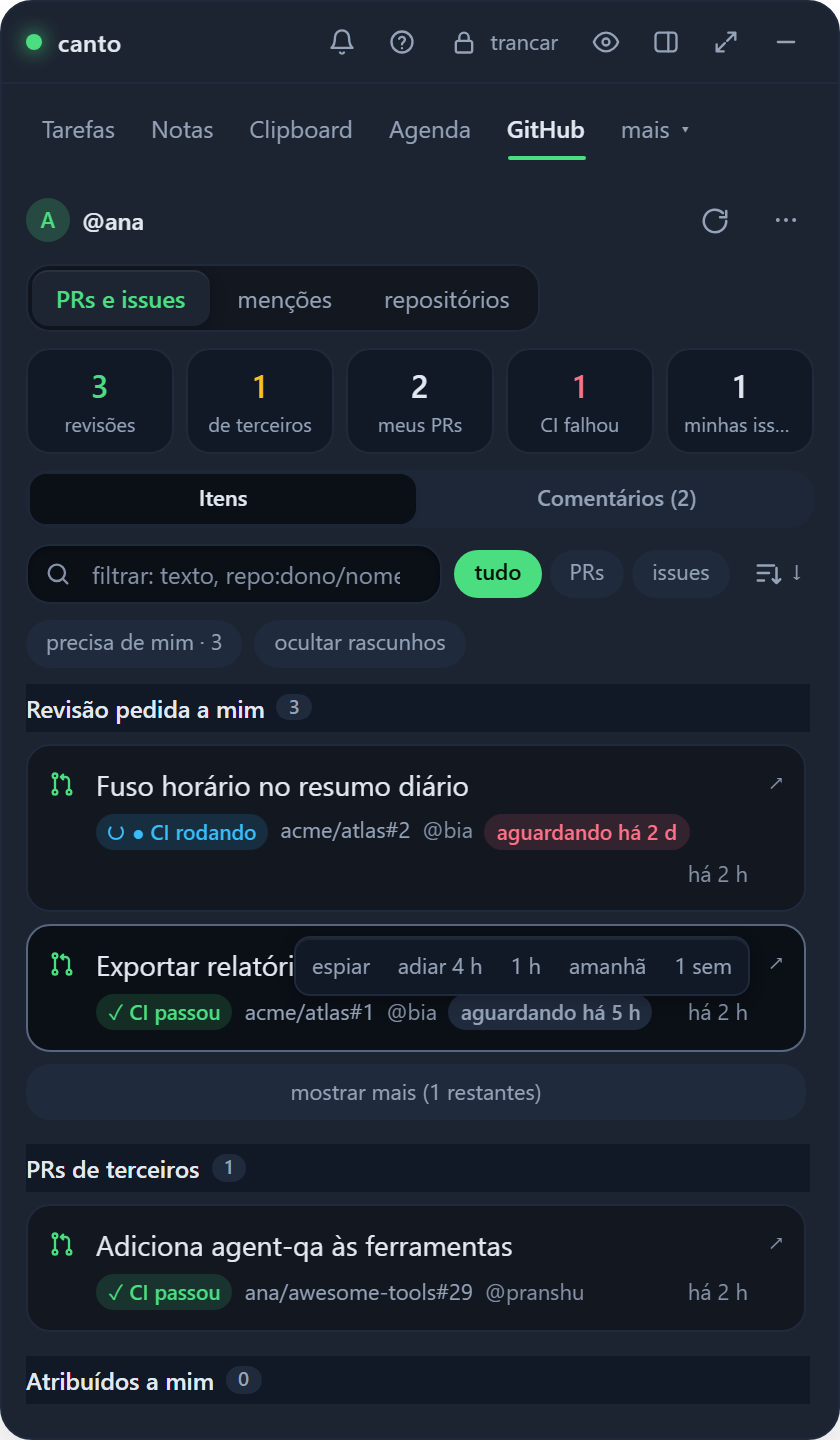 canto
trancar
Tarefas Notas Clipboard Agenda GitHub mais ▾
A @ana
PRs e issues menções repositórios
3 1 2 1 1
revisões de terceiros meus PRs CI falhou minhas iss...
Itens Comentários (2)
filtrar: texto, repo:dono/nome tudo PRs issues ↓
precisa de mim · 3 ocultar rascunhos
Revisão pedida a mim 3
Fuso horário no resumo diário ↗
● CI rodando acme/atlas#2 @bia aguardando há 2 d
há 2 h
Exportar relatóri espiar adiar 4 h 1 h amanhã 1 sem ↗
✓ CI passou acme/atlas#1 @bia aguardando há 5 h há 2 h
mostrar mais (1 restantes)
PRs de terceiros 1
Adiciona agent-qa às ferramentas ↗
✓ CI passou ana/awesome-tools#29 @pranshu há 2 h
Atribuídos a mim 0